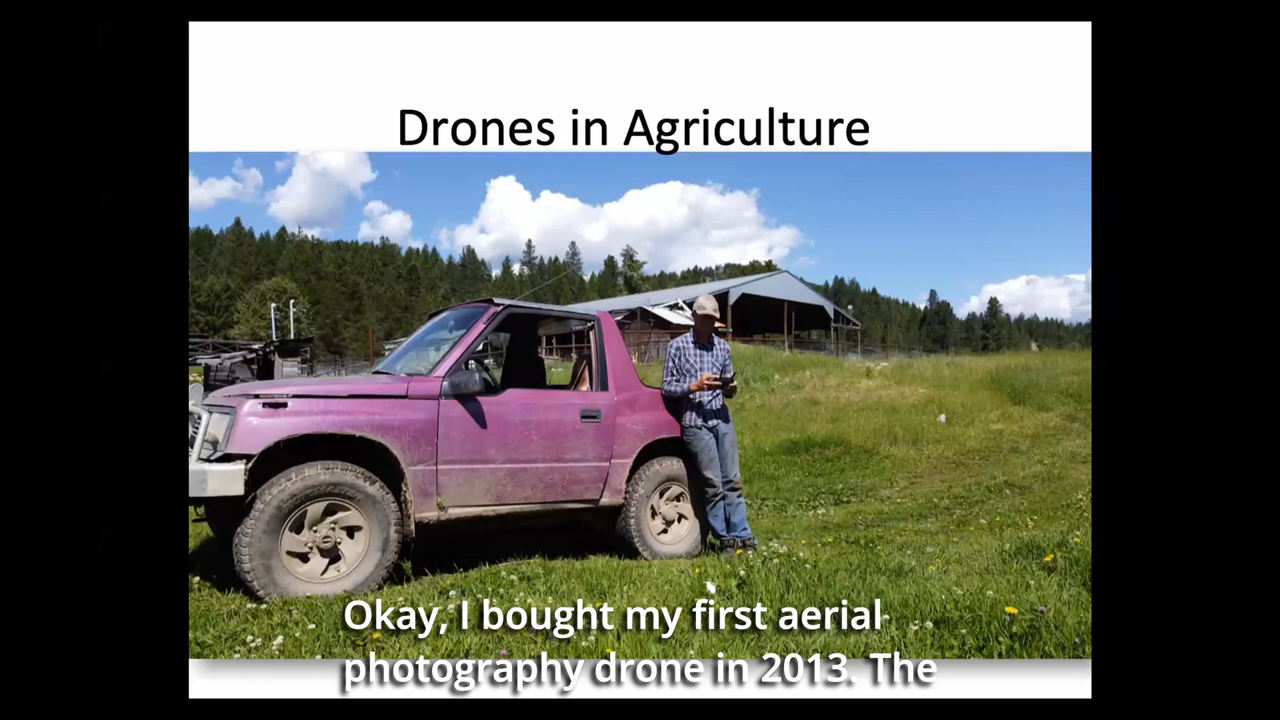 Drones in Agriculture
Okay, I bought my first aerial
photography drone in 2013. The